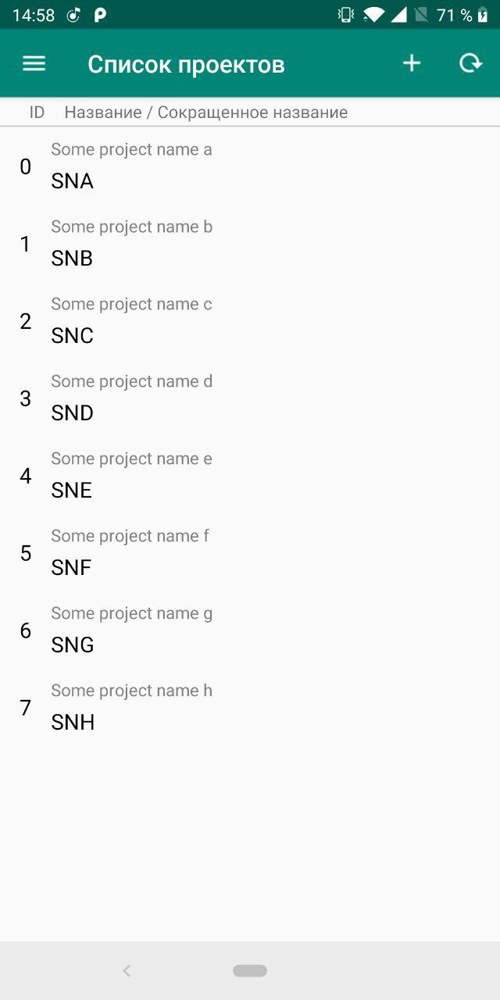 14:58 71 %
Список проектов
ID Название / Сокращенное название
Some project name a
0
SNA
Some project name b
1
SNB
Some project name c
2
SNC
Some project name d
3
SND
Some project name e
4
SNE
Some project name f
5
SNF
Some project name g
6
SNG
Some project name h
7
SNH